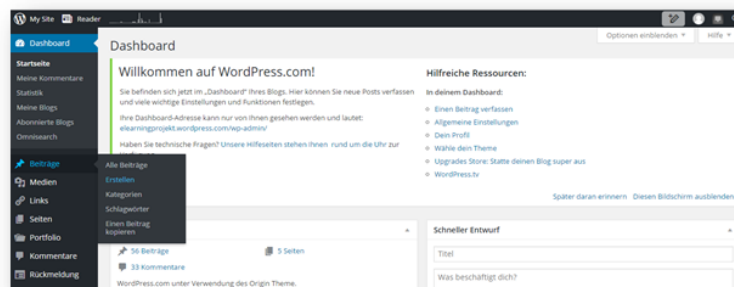 My Site Reader
Optionen einblenden Hilfe
Dashboard
Startseite
Meine Kommentare
Statistik
Meine Blogs
Abonnierte Blogs
Omnisearch
Beiträge
Medien
Links
Seiten
Portfolio
Kommentare
Rückmeldung
Alle Beiträge
Erstellen
Kategorien
Schlagwörter
Einen Beitrag
kopieren
Dashboard
Willkommen auf WordPress.com!
Sie befinden sich jetzt im „Dashboard" Ihres Blogs. Hier können Sie neue Posts verfassen
und viele wichtige Einstellungen und Funktionen festlegen.
Ihre Dashboard-Adresse kann nur von Ihnen gesehen werden und lautet:
elearningprojekt.wordpress.com/wp-admin/
Haben Sie technische Fragen? Unsere Hilfeseiten stehen Ihnen rund um die Uhr zur
Hilfreiche Ressourcen:
In deinem Dashboard:
Einen Beitrag verfassen
Allgemeine Einstellungen
Dein Profil
Wähle dein Theme
Upgrades Store: Statte deinen Blog super aus
WordPress.tv
Später daran erinnern Diesen Bildschirm ausblenden
56 Beiträge 5 Seiten
33 Kommentare
WordPress.com unter Verwendung des Origin Theme.
Schneller Entwurf
Titel
Was beschäftigt dich?